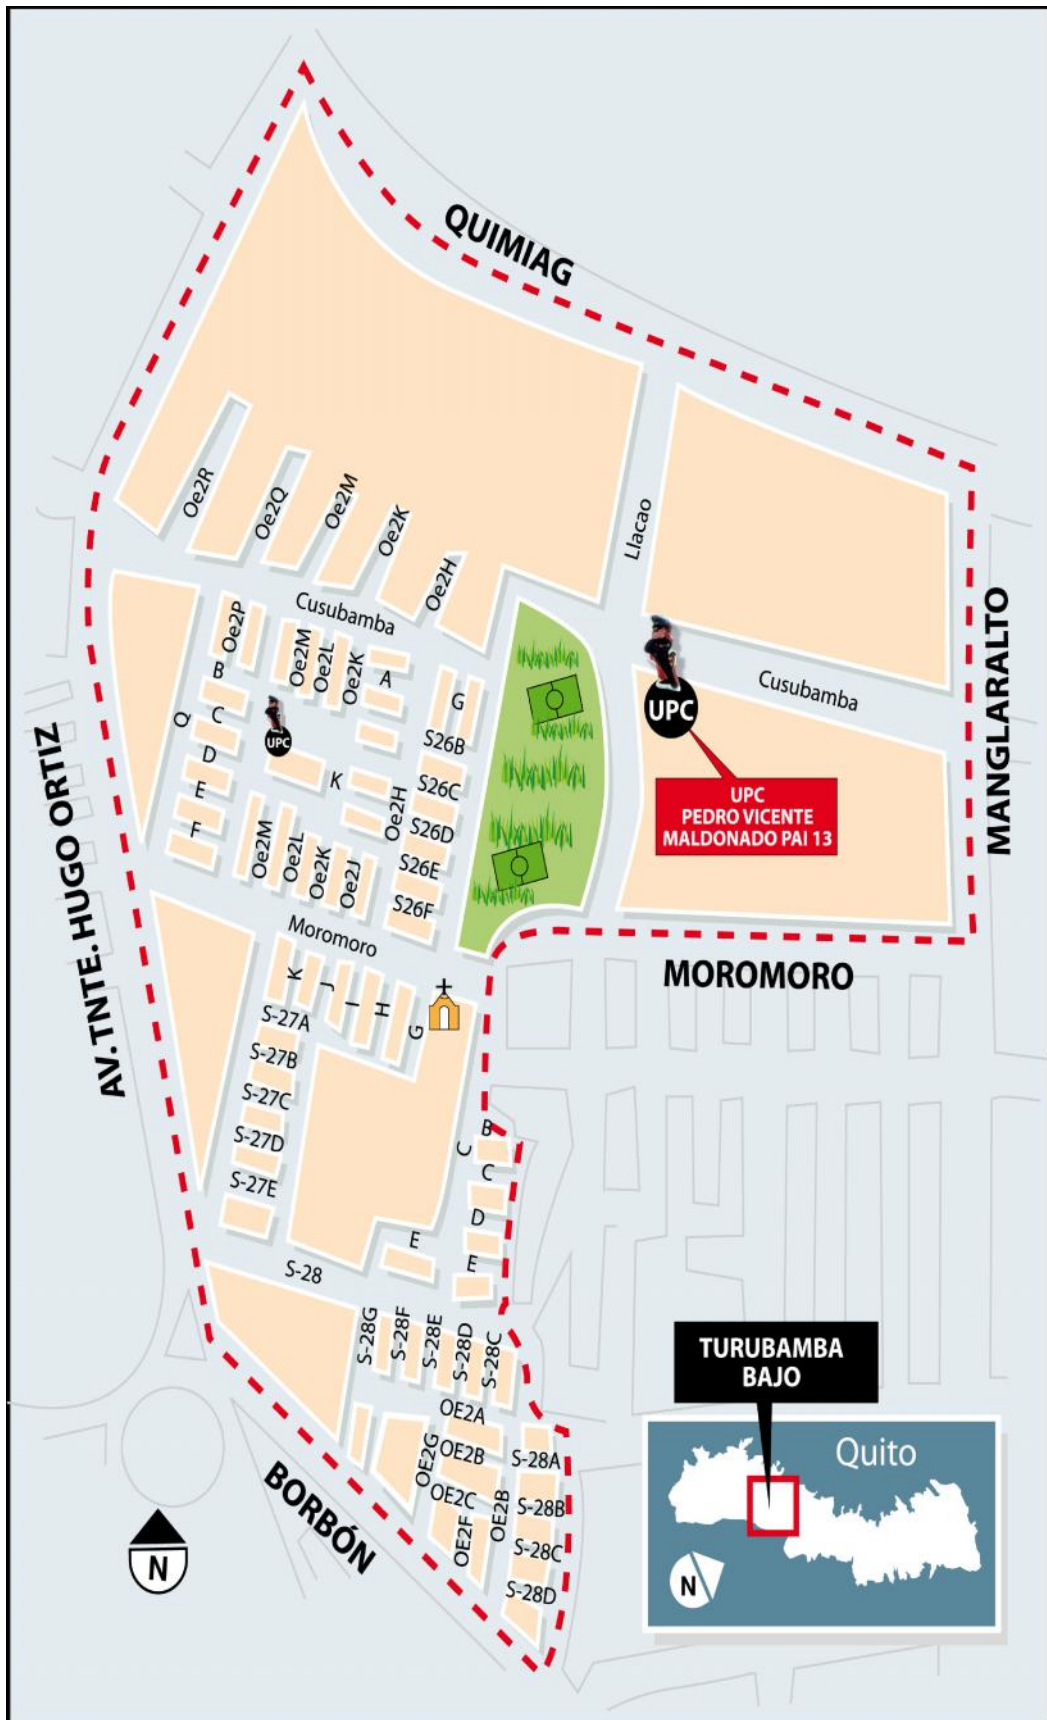 QUIMIAG
Oe2R
Oe2Q
Oe2M
Oe2K
Oe2H
Llacao
Cusubamba
Oe2P
Oe2M
Oe2L
Oe2K
A
B
C
Q
D
E
F
UPC
K
G
S26B
S26C
Oe2H
S26D
S26E
S26F
Oe2M
Oe2L
Oe2K
Oe2J
UPC
Cusubamba
UPC
PEDRO VICENTE
MALDONADO PAI 13
MANGLARALTO
AV. TNTE. HUGO ORTIZ
Moromoro
MOROMORO
K
J
I
H
G
S-27A
S-27B
S-27C
S-27D
S-27E
B
C
C
D
E
E
S-28
S-28G
S-28F
S-28E
S-28D
S-28C
OE2A
OE2G
OE2B
OE2C
OE2F
OE2B
S-28A
S-28B
S-28C
S-28D
BORBÓN
N
TURUBAMBA
BAJO
Quito
N